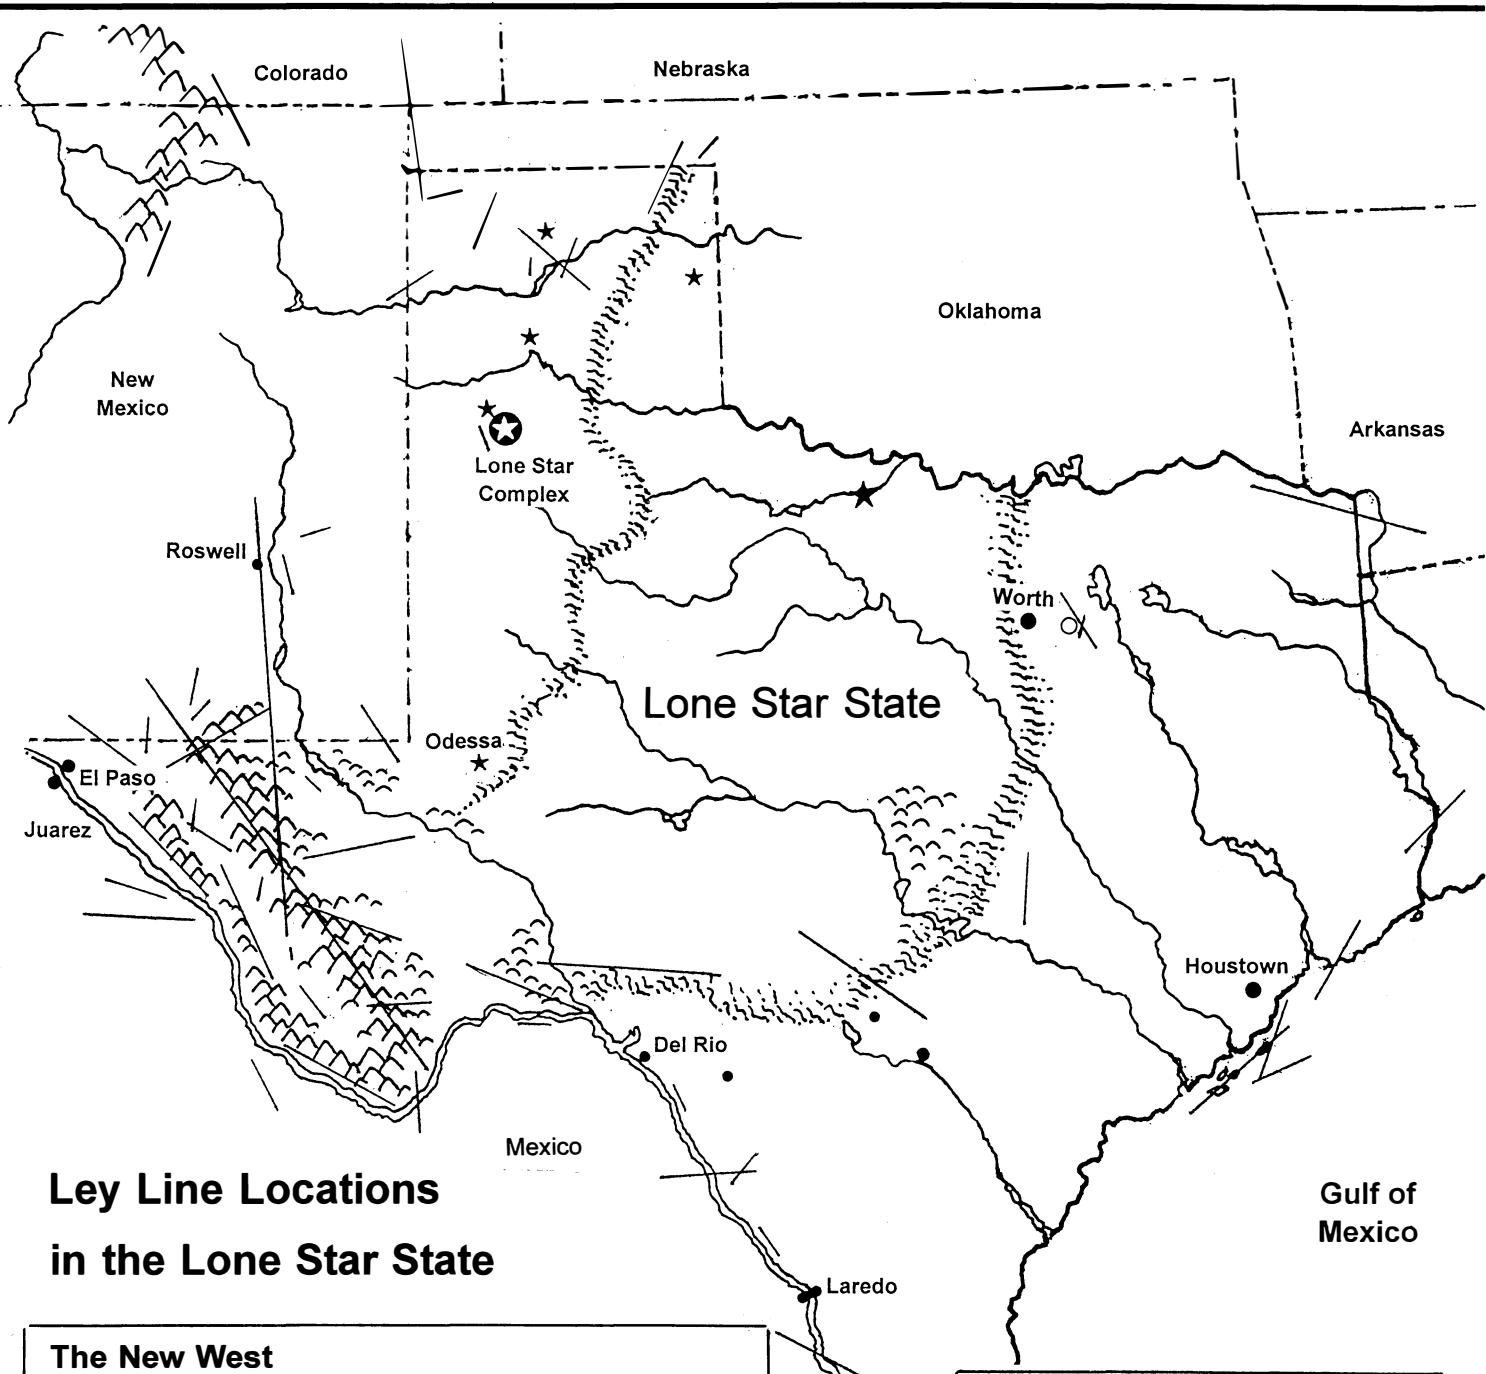 Colorado
Nebraska
Oklahoma
New
Mexico
Arkansas
Lone Star
Complex
Roswell
Worth
Lone Star State
Odessa
El Paso
Juarez
Houstown
Del Rio
Mexico
Ley Line Locations
in the Lone Star State
Gulf of
Mexico
Laredo
The New West